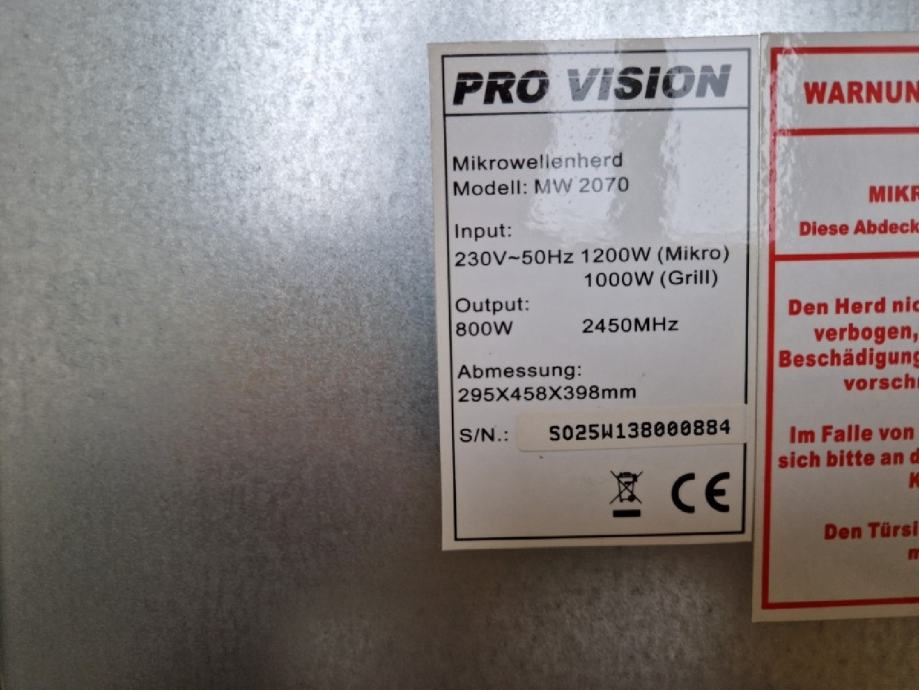 PRO VISION
Mikrowellenherd
Modell: MW 2070
Input:
230V~50Hz 1200W (Mikro)
1000W (Grill)
Output:
800W 2450MHz
Abmessung:
295X458X398mm
S/N.: S025W138000884
CE
WARNUN
MIKR
Diese Abdeck
Den Herd nic
verbogen,
Beschädigung
vorsch
Im Falle von
sich bitte an d
K
Den Türsi